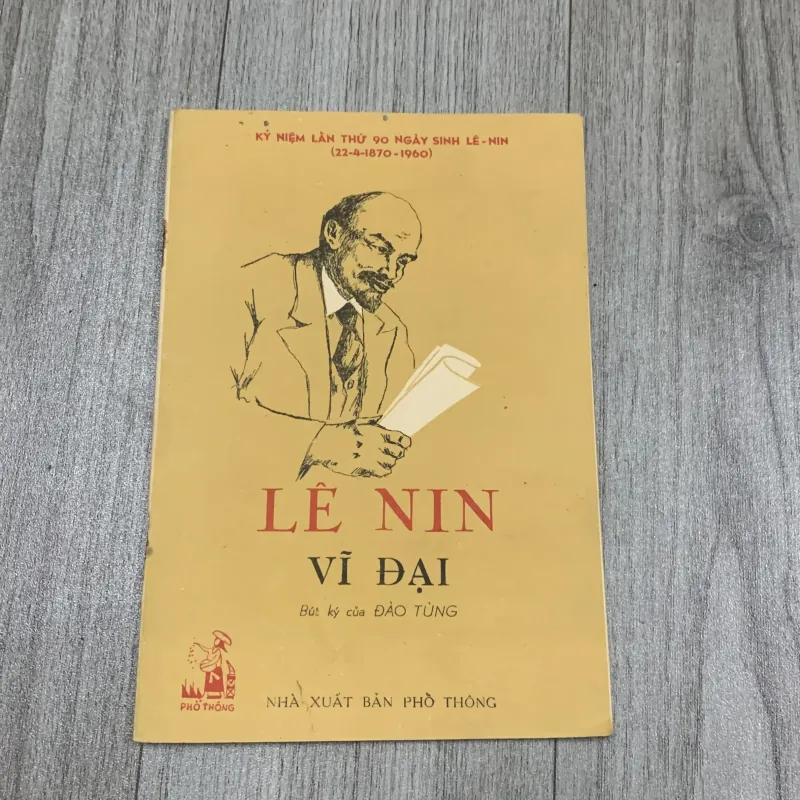 KỶ NIỆM LẦN THỨ 90 NGÀY SINH LÊ-NIN
(22-4-1870-1960)
LÊ NIN
VĨ ĐẠI
Bút ký của ĐÀO TÙNG
PHỔ THÔNG
NHÀ XUẤT BẢN PHỔ THÔNG